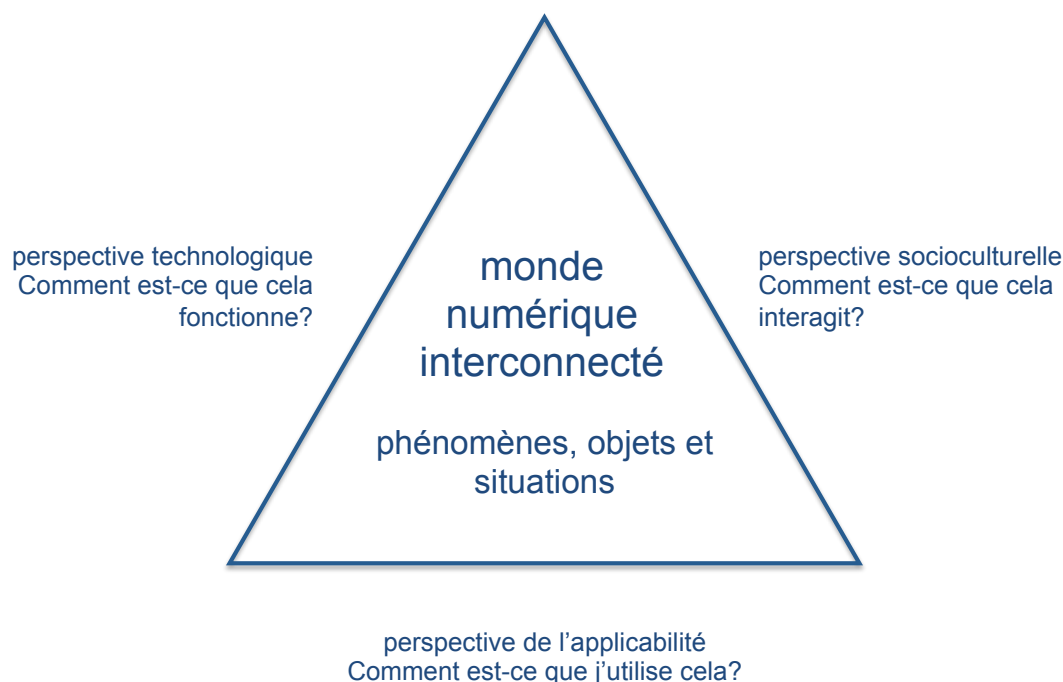 perspective technologique
Comment est-ce que cela
fonctionne?
monde
numérique
interconnecté
phénomènes, objets et
situations
perspective socioculturelle
Comment est-ce que cela
interagit?
perspective de l’applicabilité
Comment est-ce que j’utilise cela?